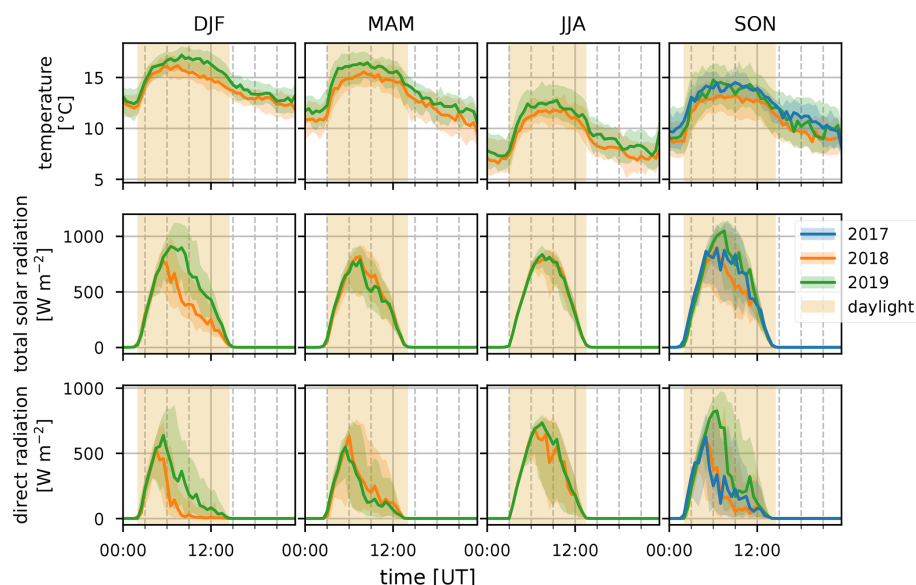 DJF MAM JJA SON
temperature
[°C]
15
10
5
total solar radiation
[W m−2]
1000
500
0
2017
2018
2019
daylight
direct radiation
[W m−2]
1000
500
0
00:00 12:00 00:00 12:00 00:00 12:00 00:00 12:00
time [UT]